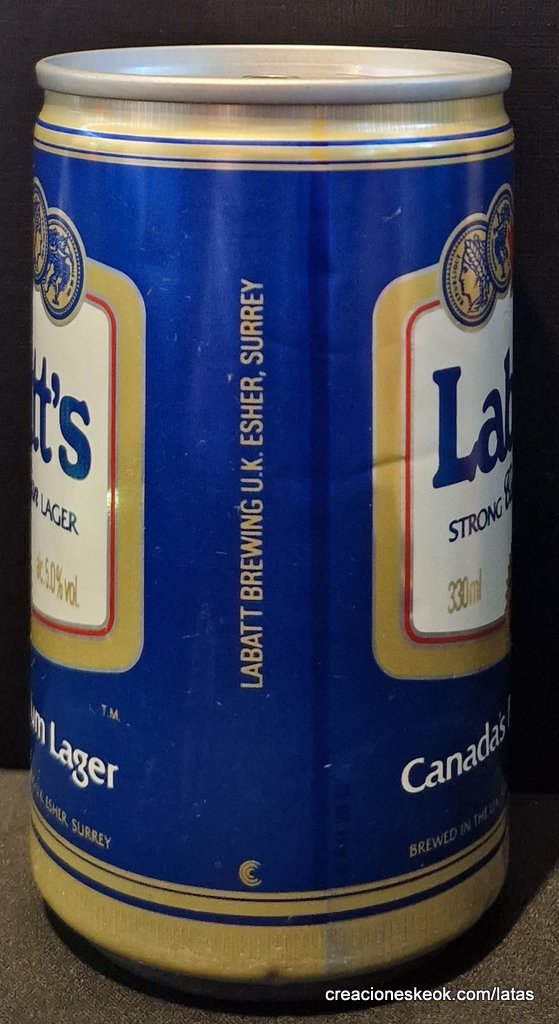 tt's
LAGER
alc. 5.0% vol.
T.M.
um Lager
U.K. ESHER SURREY
LABATT BREWING U.K. ESHER, SURREY
Lab
STRONG
330ml
Canada's
BREWED IN THE U.K.
creacioneskeok.com/latas